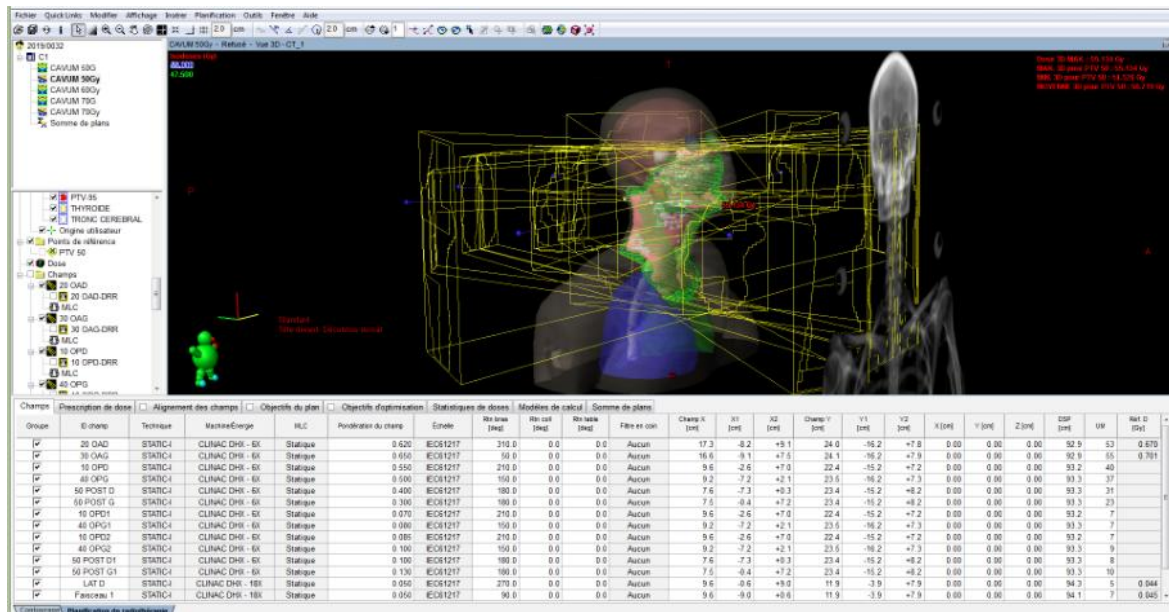 Fichier QuickLinks Modifier Affichage Insérer Planification Outils Fenêtre Aide
2.0 cm 2.0 cm 1
2019/0032
CAVUM 50Gy - Refusé - Vue 3D - CT_1
C1
CAVUM 50G
CAVUM 50Gy
CAVUM 60Gy
CAVUM 70G
CAVUM 70Gy
Somme de plans
47.500
PTV-95
THYROIDE
TRONC CEREBRAL
Origine utilisateur
Points de référence
PTV 50
Dose
Champs
20 OAD
20 OAD-DRR
MLC
30 OAG
30 OAG-DRR
MLC
10 OPD
10 OPD-DRR
MLC
40 OPG
Champs Prescription de dose Alignement des champs Objectifs du plan Objectifs d'optimisation Statistiques de doses Modèles de calcul Somme de plans
Groupe ID champ Technique Machine/Énergie MLC Pondération du champ Échelle Rtn bras [deg] Rtn coll [deg] Rtn table [deg] Filtre en coin Champ X [cm] X1 [cm] X2 [cm] Champ Y [cm] Y1 [cm] Y2 [cm] X [cm] Y [cm] Z [cm] DSP [cm] UM Réf. D [Gy]
20 OAD STATIC-I CLINAC DHX - 6X Statique 0.620 IEC61217 310.0 0.0 0.0 Aucun 17.3 -8.2 +9.1 24.0 -16.2 +7.8 0.00 0.00 0.00 92.9 53 0.670
30 OAG STATIC-I CLINAC DHX - 6X Statique 0.650 IEC61217 50.0 0.0 0.0 Aucun 16.6 -9.1 +7.5 24.1 -16.2 +7.9 0.00 0.00 0.00 92.9 55 0.701
10 OPD STATIC-I CLINAC DHX - 6X Statique 0.550 IEC61217 210.0 0.0 0.0 Aucun 9.6 -2.6 +7.0 22.4 -15.2 +7.2 0.00 0.00 0.00 93.2 40
40 OPG STATIC-I CLINAC DHX - 6X Statique 0.500 IEC61217 150.0 0.0 0.0 Aucun 9.2 -7.2 +2.1 23.5 -16.2 +7.3 0.00 0.00 0.00 93.3 37
50 POST D STATIC-I CLINAC DHX - 6X Statique 0.400 IEC61217 180.0 0.0 0.0 Aucun 7.6 -7.3 +0.3 23.4 -15.2 +8.2 0.00 0.00 0.00 93.3 31
60 POST G STATIC-I CLINAC DHX - 6X Statique 0.300 IEC61217 180.0 0.0 0.0 Aucun 7.5 -0.4 +7.2 23.4 -15.2 +8.2 0.00 0.00 0.00 93.3 23
10 OPD1 STATIC-I CLINAC DHX - 6X Statique 0.070 IEC61217 210.0 0.0 0.0 Aucun 9.6 -2.6 +7.0 22.4 -15.2 +7.2 0.00 0.00 0.00 93.2 7
40 OPG1 STATIC-I CLINAC DHX - 6X Statique 0.080 IEC61217 150.0 0.0 0.0 Aucun 9.2 -7.2 +2.1 23.5 -16.2 +7.3 0.00 0.00 0.00 93.3 7
10 OPD2 STATIC-I CLINAC DHX - 6X Statique 0.085 IEC61217 210.0 0.0 0.0 Aucun 9.6 -2.6 +7.0 22.4 -15.2 +7.2 0.00 0.00 0.00 93.2 7
40 OPG2 STATIC-I CLINAC DHX - 6X Statique 0.100 IEC61217 150.0 0.0 0.0 Aucun 9.2 -7.2 +2.1 23.5 -16.2 +7.3 0.00 0.00 0.00 93.3 9
50 POST D1 STATIC-I CLINAC DHX - 6X Statique 0.100 IEC61217 180.0 0.0 0.0 Aucun 7.6 -7.3 +0.3 23.4 -15.2 +8.2 0.00 0.00 0.00 93.3 8
50 POST G1 STATIC-I CLINAC DHX - 6X Statique 0.130 IEC61217 180.0 0.0 0.0 Aucun 7.5 -0.4 +7.2 23.4 -15.2 +8.2 0.00 0.00 0.00 93.3 10
LAT D STATIC-I CLINAC DHX - 18X Statique 0.050 IEC61217 270.0 0.0 0.0 Aucun 9.6 -0.6 +9.0 11.9 -3.9 +7.9 0.00 0.00 0.00 94.3 5 0.044
Faisceau 1 STATIC-I CLINAC DHX - 18X Statique 0.050 IEC61217 90.0 0.0 0.0 Aucun 9.6 -9.0 +0.6 11.9 -3.9 +7.9 0.00 0.00 0.00 94.1 7 0.045
Planification de radiothérapie